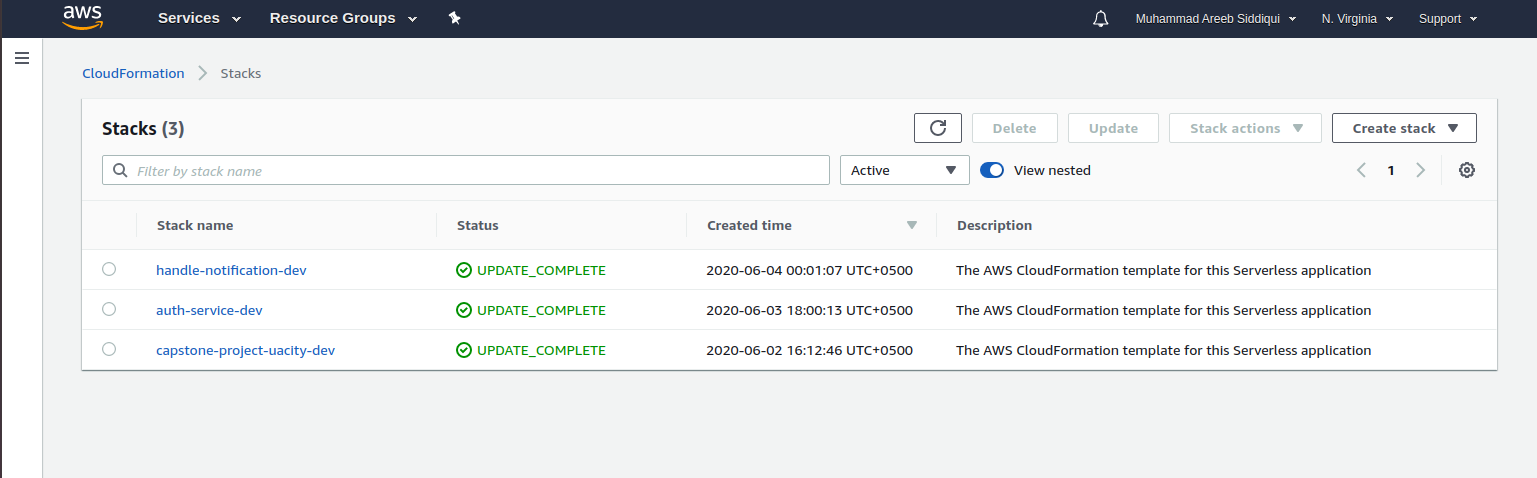 aws Services Resource Groups Muhammad Areeb Siddiqui N. Virginia Support
CloudFormation Stacks
Stacks (3) Delete Update Stack actions Create stack
Filter by stack name Active View nested 1
Stack name Status Created time Description
handle-notification-dev UPDATE_COMPLETE 2020-06-04 00:01:07 UTC+0500 The AWS CloudFormation template for this Serverless application
auth-service-dev UPDATE_COMPLETE 2020-06-03 18:00:13 UTC+0500 The AWS CloudFormation template for this Serverless application
capstone-project-uacity-dev UPDATE_COMPLETE 2020-06-02 16:12:46 UTC+0500 The AWS CloudFormation template for this Serverless application